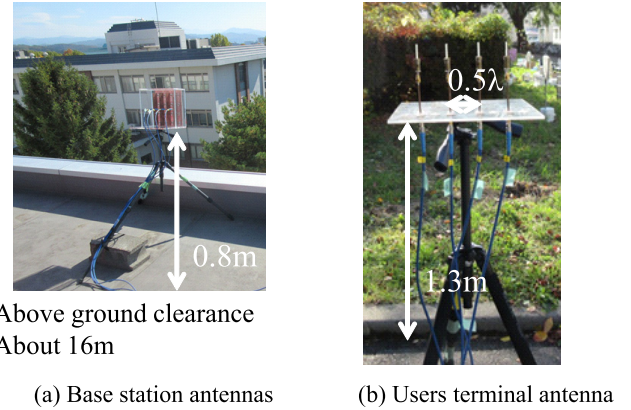 0.8m
0.5λ
1.3m
Above ground clearance
About 16m
(a) Base station antennas
(b) Users terminal antenna